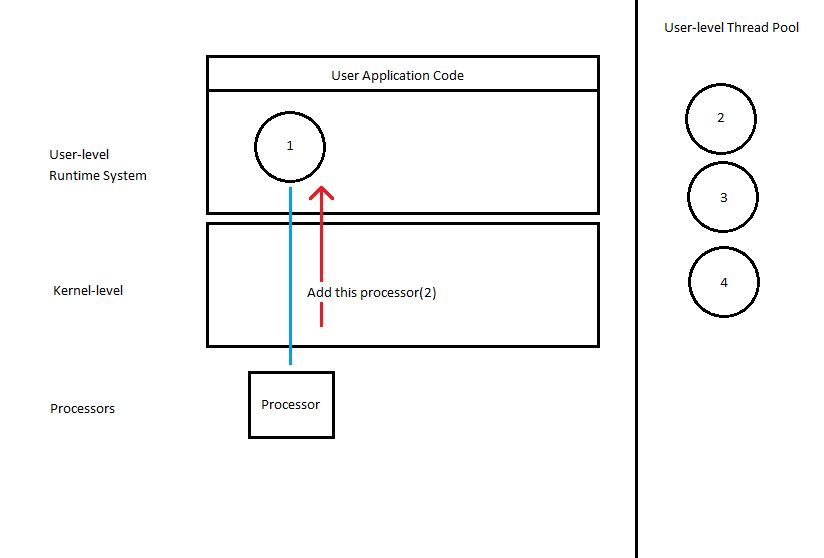 User-level Thread Pool
User Application Code
1
2
User-level
Runtime System
3
Kernel-level
Add this processor(2)
4
Processors
Processor